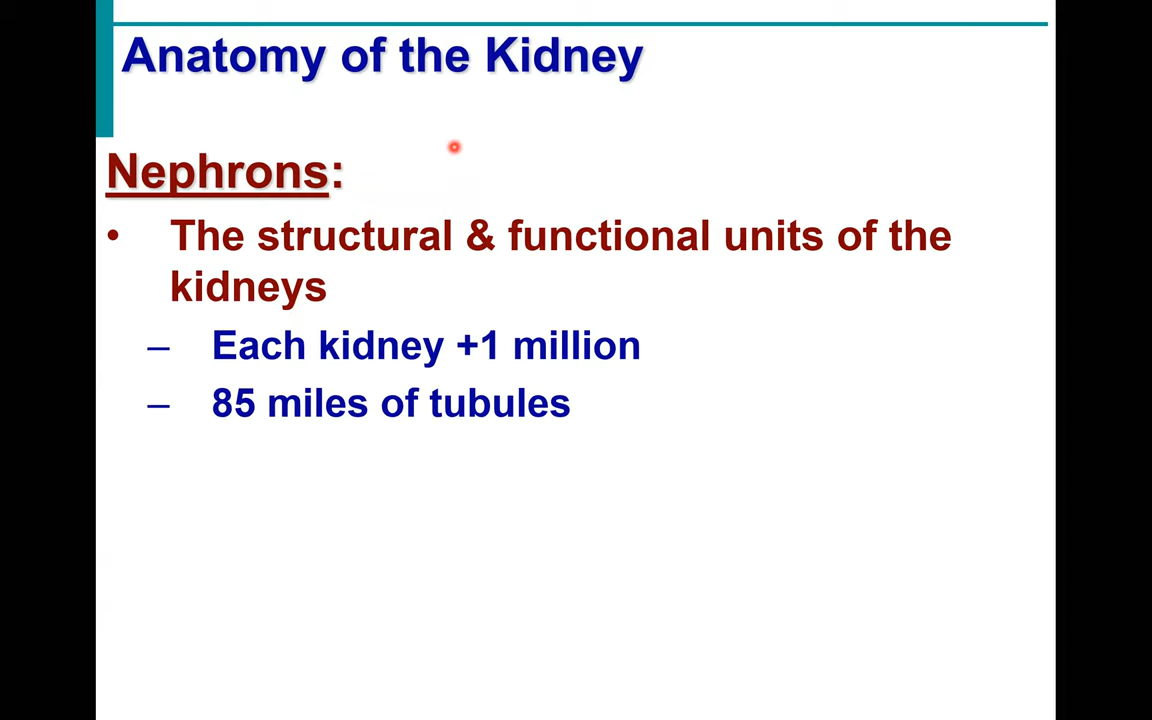 Anatomy of the Kidney
Nephrons:
• The structural & functional units of the
kidneys
– Each kidney +1 million
– 85 miles of tubules